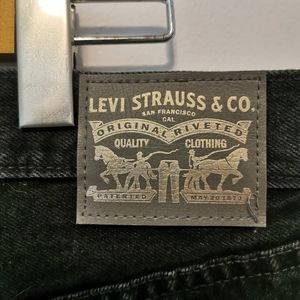 LEVI STRAUSS & CO.
SAN FRANCISCO
CAL.
ORIGINAL RIVETED
QUALITY CLOTHING
PATENTED MAY 20 1873